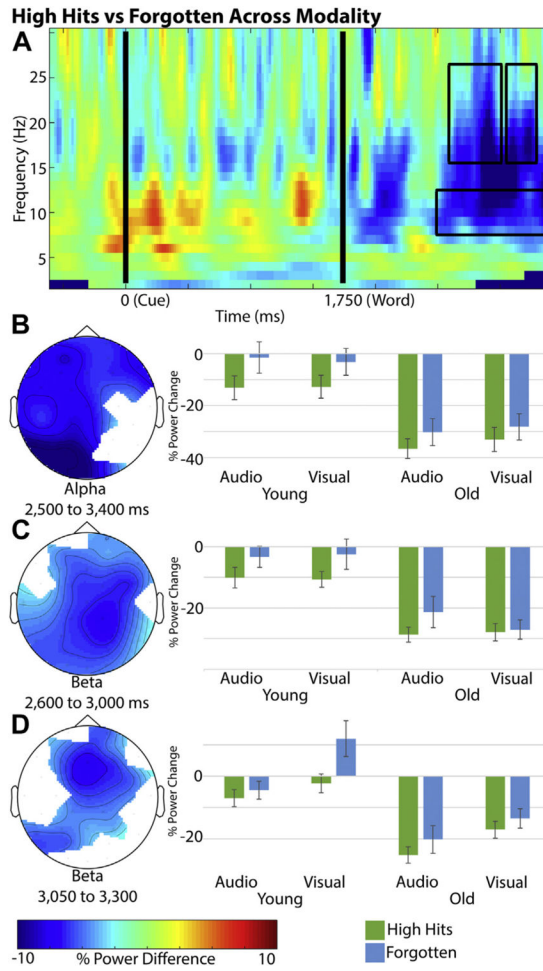 High Hits vs Forgotten Across Modality
A
Frequency (Hz)
25
20
15
10
5
0 (Cue)
1,750 (Word)
Time (ms)
B
Alpha
2,500 to 3,400 ms
% Power Change
0
-20
-40
Audio
Visual
Audio
Visual
Young
Old
C
Beta
2,600 to 3,000 ms
% Power Change
0
-20
Audio
Visual
Audio
Visual
Young
Old
D
Beta
3,050 to 3,300
% Power Change
0
-20
Audio
Visual
Audio
Visual
Young
Old
-10
% Power Difference
10
High Hits
Forgotten